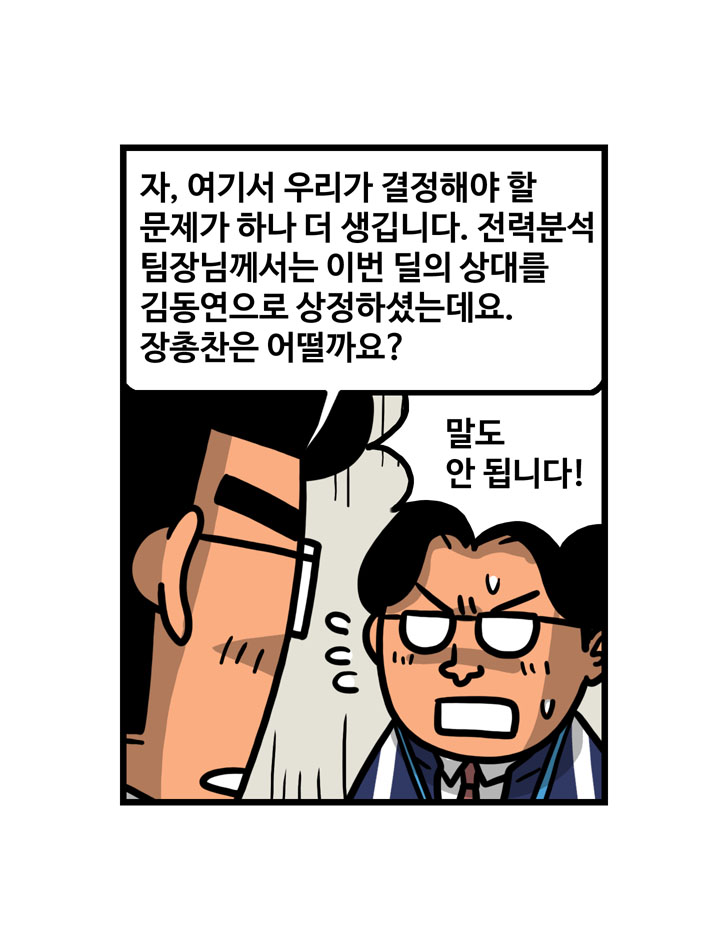 자, 여기서 우리가 결정해야 할
문제가 하나 더 생깁니다. 전력분석
팀장님께서는 이번 딜의 상대를
김동연으로 상정하셨는데요.
장총찬은 어떨까요?
말도
안 됩니다!